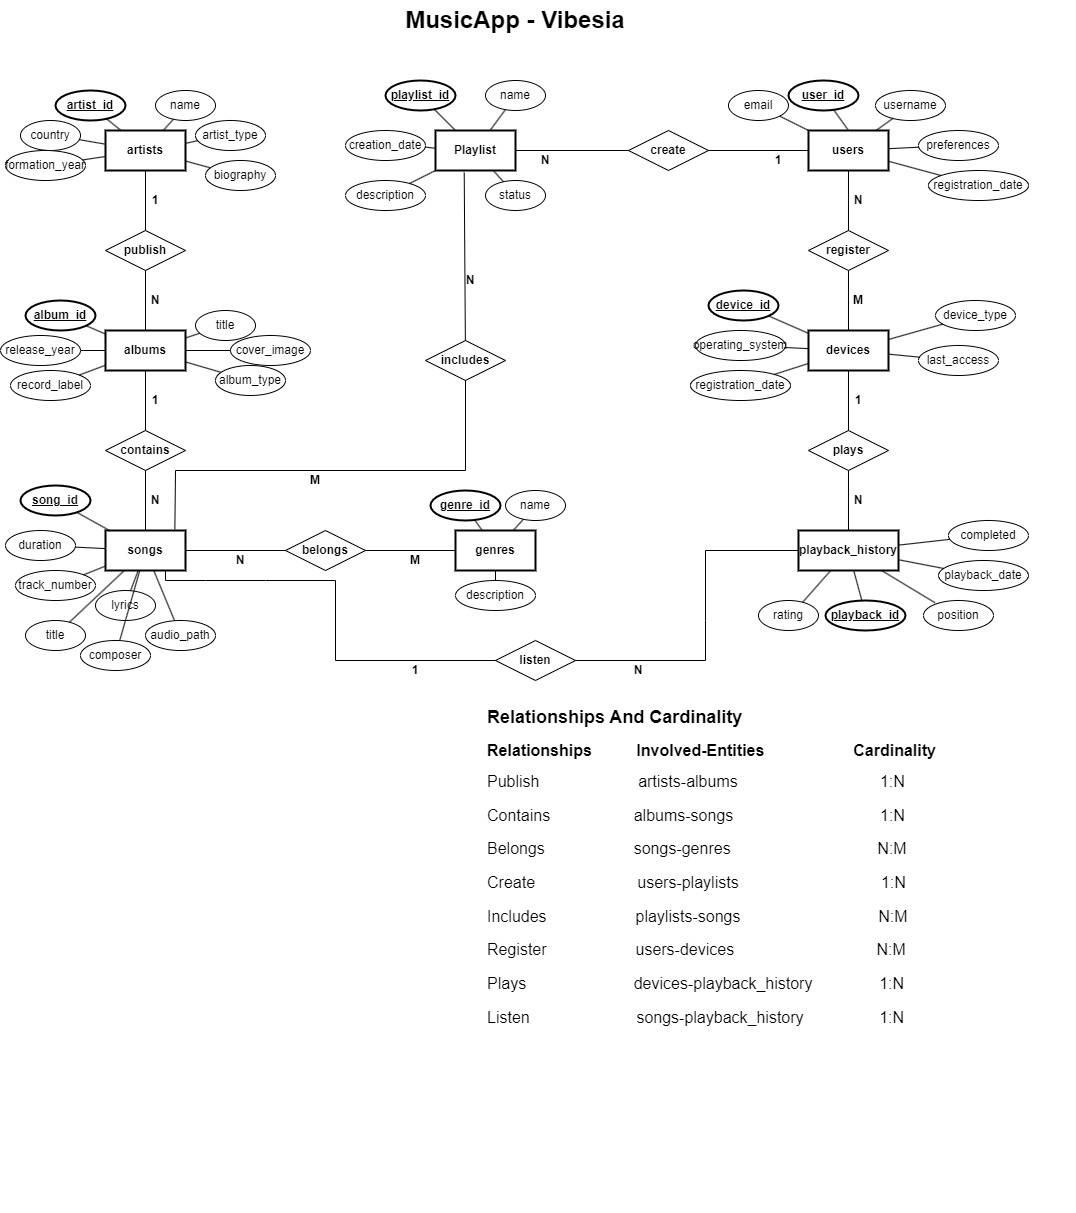 MusicApp - Vibesia
artist_id
name
country
artist_type
formation_year
artists
biography
1
publish
N
album_id
title
release_year
albums
cover_image
record_label
album_type
1
contains
N
song_id
duration
songs
track_number
lyrics
title
composer
audio_path
playlist_id
name
creation_date
Playlist
description
status
N
create
1
email
user_id
username
users
preferences
registration_date
N
register
M
device_id
device_type
operating_system
devices
last_access
registration_date
1
plays
N
N
includes
M
genre_id
name
N
belongs
M
genres
description
playback_history
completed
playback_date
rating
playback_id
position
1
listen
N
Relationships And Cardinality
Relationships Involved-Entities Cardinality
Publish artists-albums 1:N
Contains albums-songs 1:N
Belongs songs-genres N:M
Create users-playlists 1:N
Includes playlists-songs N:M
Register users-devices N:M
Plays devices-playback_history 1:N
Listen songs-playback_history 1:N